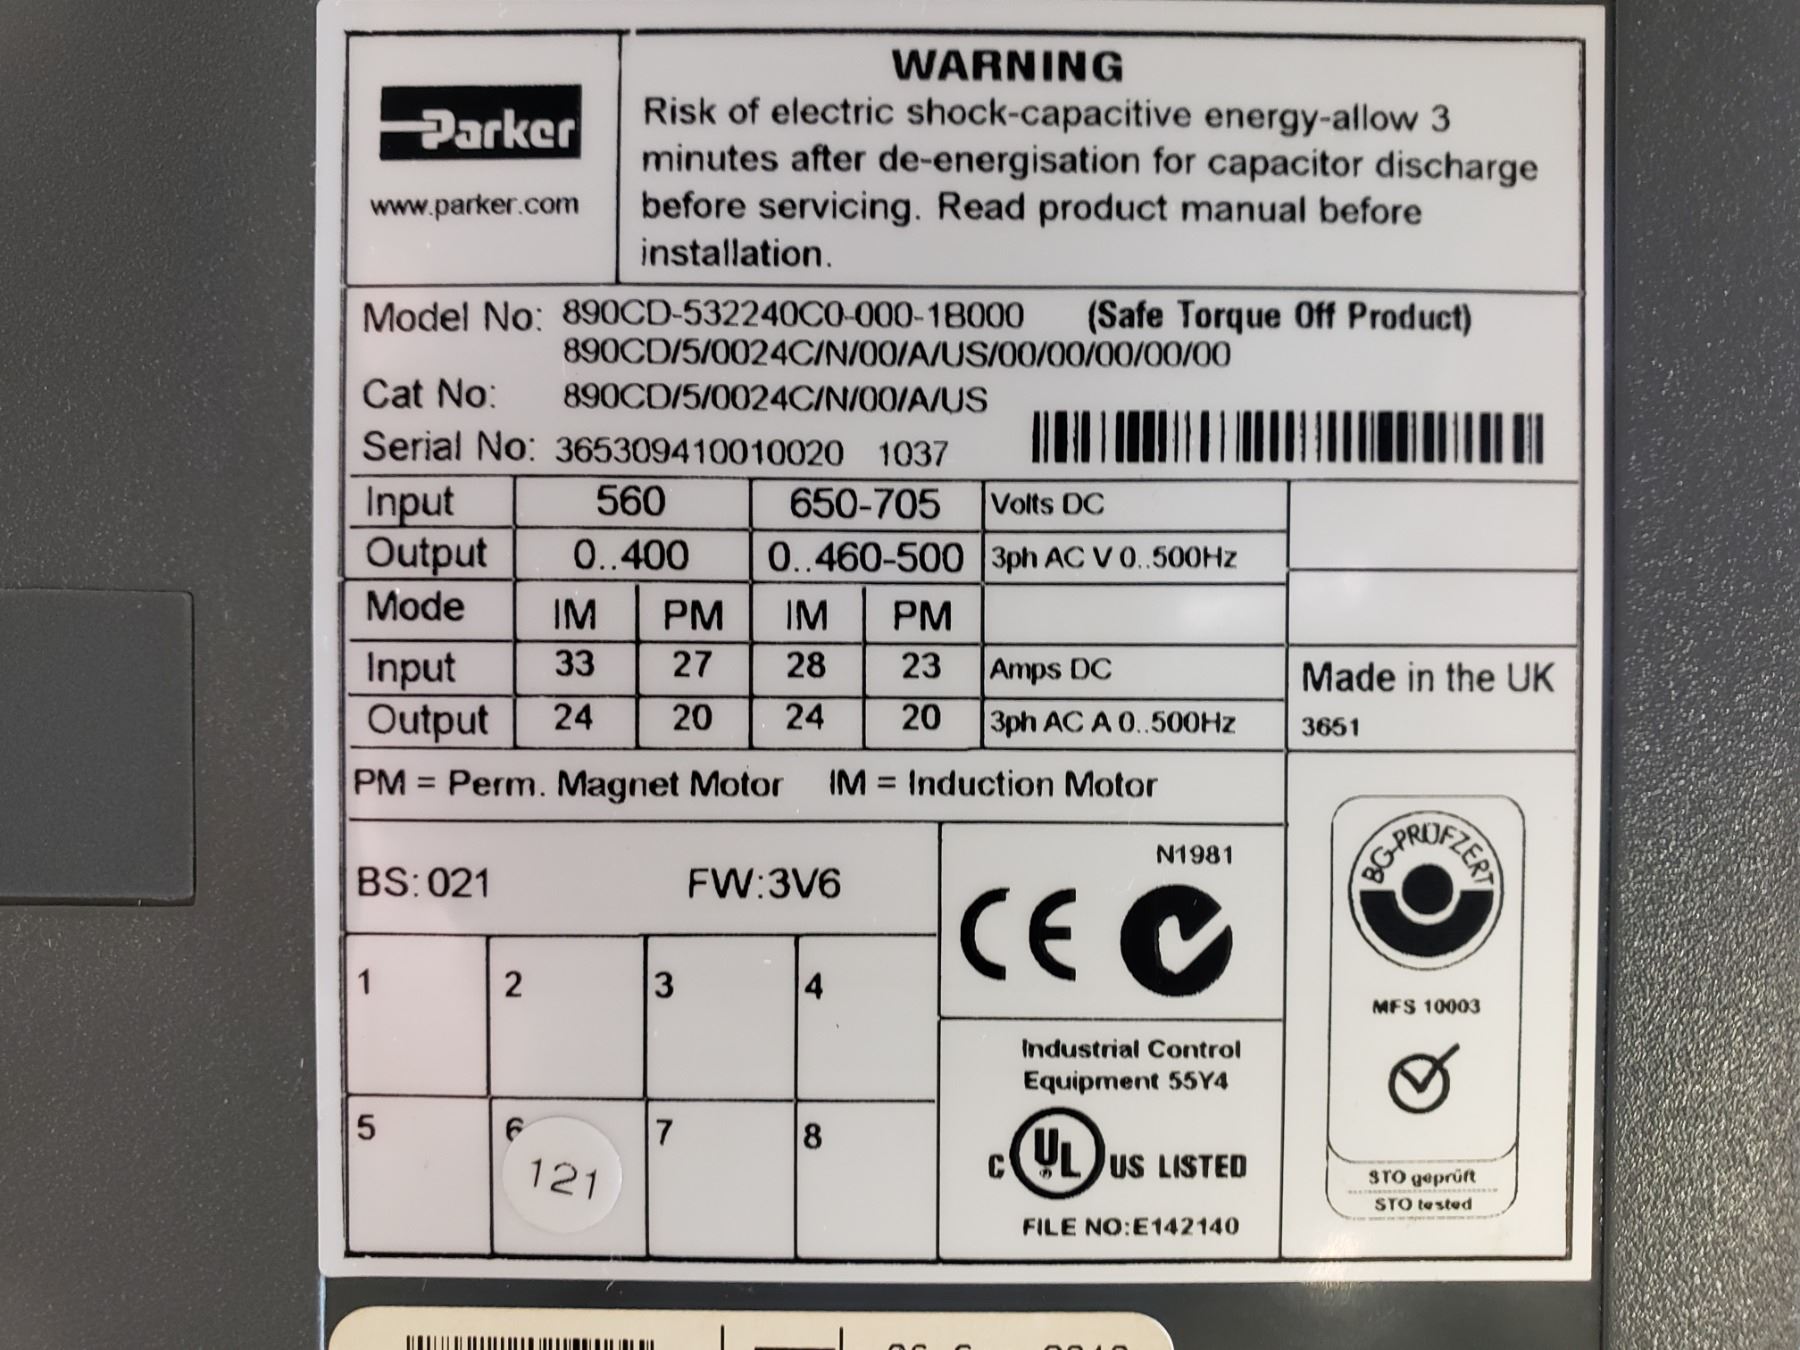 Parker
www.parker.com
WARNING
Risk of electric shock-capacitive energy-allow 3
minutes after de-energisation for capacitor discharge
before servicing. Read product manual before
installation.
Model No: 890CD-532240C0-000-1B000 (Safe Torque Off Product)
890CD/5/0024C/N/00/A/US/00/00/00/00/00
Cat No: 890CD/5/0024C/N/00/A/US
Serial No: 365309410010020 1037
Input 560 650-705 Volts DC
Output 0..400 0..460-500 3ph AC V 0..500Hz
Mode IM PM IM PM
Input 33 27 28 23 Amps DC
Output 24 20 24 20 3ph AC A 0..500Hz
Made in the UK
3651
PM = Perm. Magnet Motor IM = Induction Motor
BS: 021 FW:3V6
1 2 3 4
5 6 7 8
121
N1981
CE
Industrial Control
Equipment 55Y4
C UL US LISTED
®
FILE NO:E142140
BG-PRÜFZERT
MFS 10003
STO geprüft
STO tested